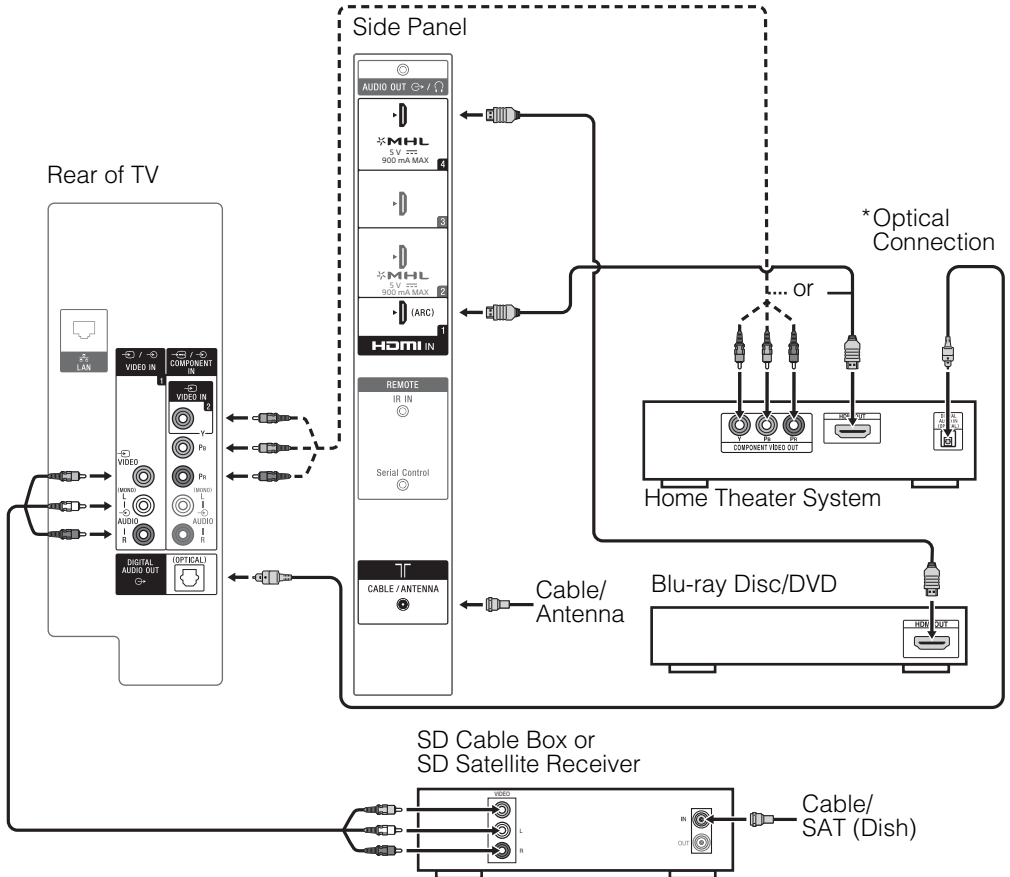 Side Panel
AUDIO OUT /
MHL
5 V
900 mA MAX
4
3
MHL
5 V
900 mA MAX
2
(ARC)
1
HDMI IN
REMOTE
IR IN
Serial Control
CABLE / ANTENNA
Cable/
Antenna
Rear of TV
LAN
/
VIDEO IN
1
/
COMPONENT
IN
VIDEO IN
2
Y
PB
PR
VIDEO
(MONO)
L
AUDIO
R
(MONO)
L
AUDIO
R
DIGITAL
AUDIO OUT
(OPTICAL)
*Optical
Connection
or
Y
PB
PR
COMPONENT VIDEO OUT
HDMI OUT
DIGITAL
AUDIO IN
(OPTICAL)
Home Theater System
Blu-ray Disc/DVD
HDMI OUT
SD Cable Box or
SD Satellite Receiver
VIDEO
L
R
IN
OUT
Cable/
SAT (Dish)